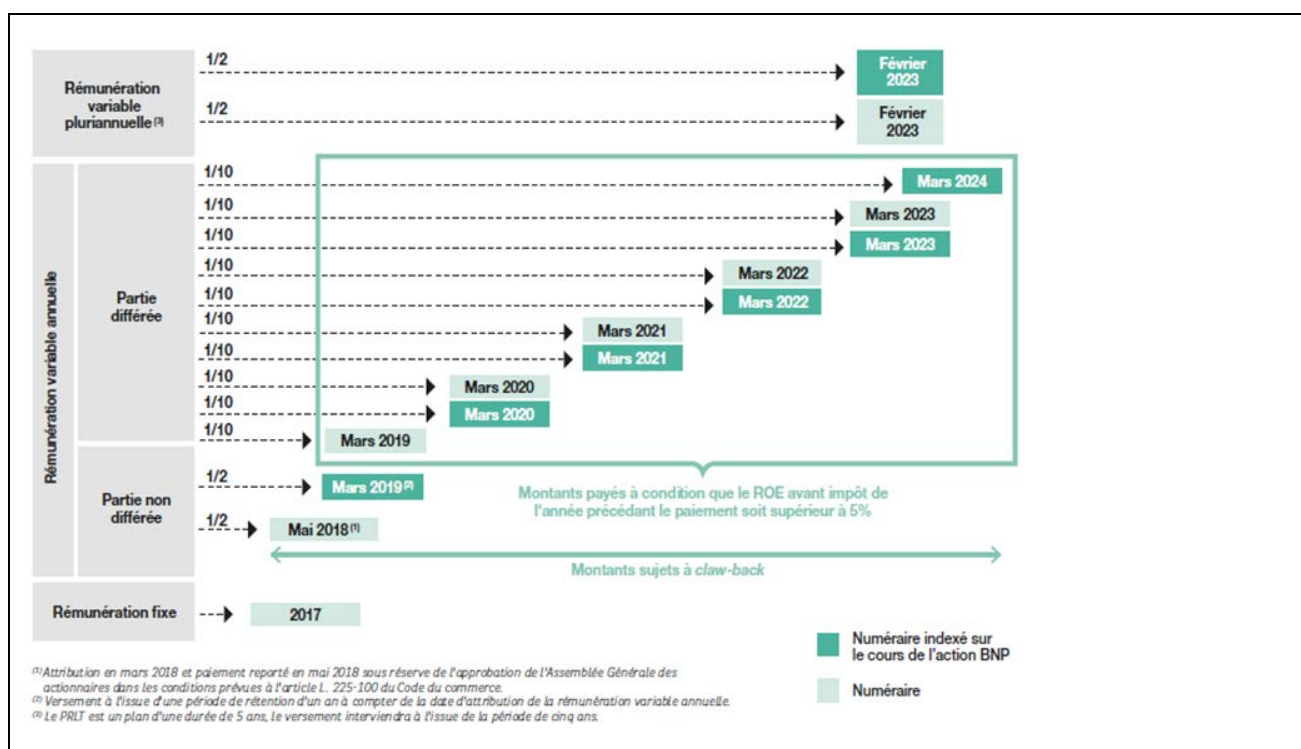 1/2
Février
2023
Rémunération
variable
pluriannuelle (3)
1/2
Février
2023
Rémunération variable annuelle
Partie
différée
1/10
Mars 2024
1/10
Mars 2023
1/10
Mars 2023
1/10
Mars 2022
1/10
Mars 2022
1/10
Mars 2021
1/10
Mars 2021
1/10
Mars 2020
1/10
Mars 2020
1/10
Mars 2019
Partie non
différée
1/2
Mars 2019(2)
1/2
Mai 2018(1)
Montants payés à condition que le ROE avant impôt de
l'année précédant le paiement soit supérieur à 5%
Montants sujets à claw-back
Rémunération fixe
2017
Numéraire indexé sur
le cours de l'action BNP
Numéraire
(1) Attribution en mars 2018 et paiement reporté en mai 2018 sous réserve de l'approbation de l'Assemblée Générale des
actionnaires dans les conditions prévues à l'article L. 225-100 du Code du commerce.
(2) Versement à l'issue d'une période de rétention d'un an à compter de la date d'attribution de la rémunération variable annuelle.
(3) Le PRLT est un plan d'une durée de 5 ans, le versement interviendra à l'issue de la période de cinq ans.